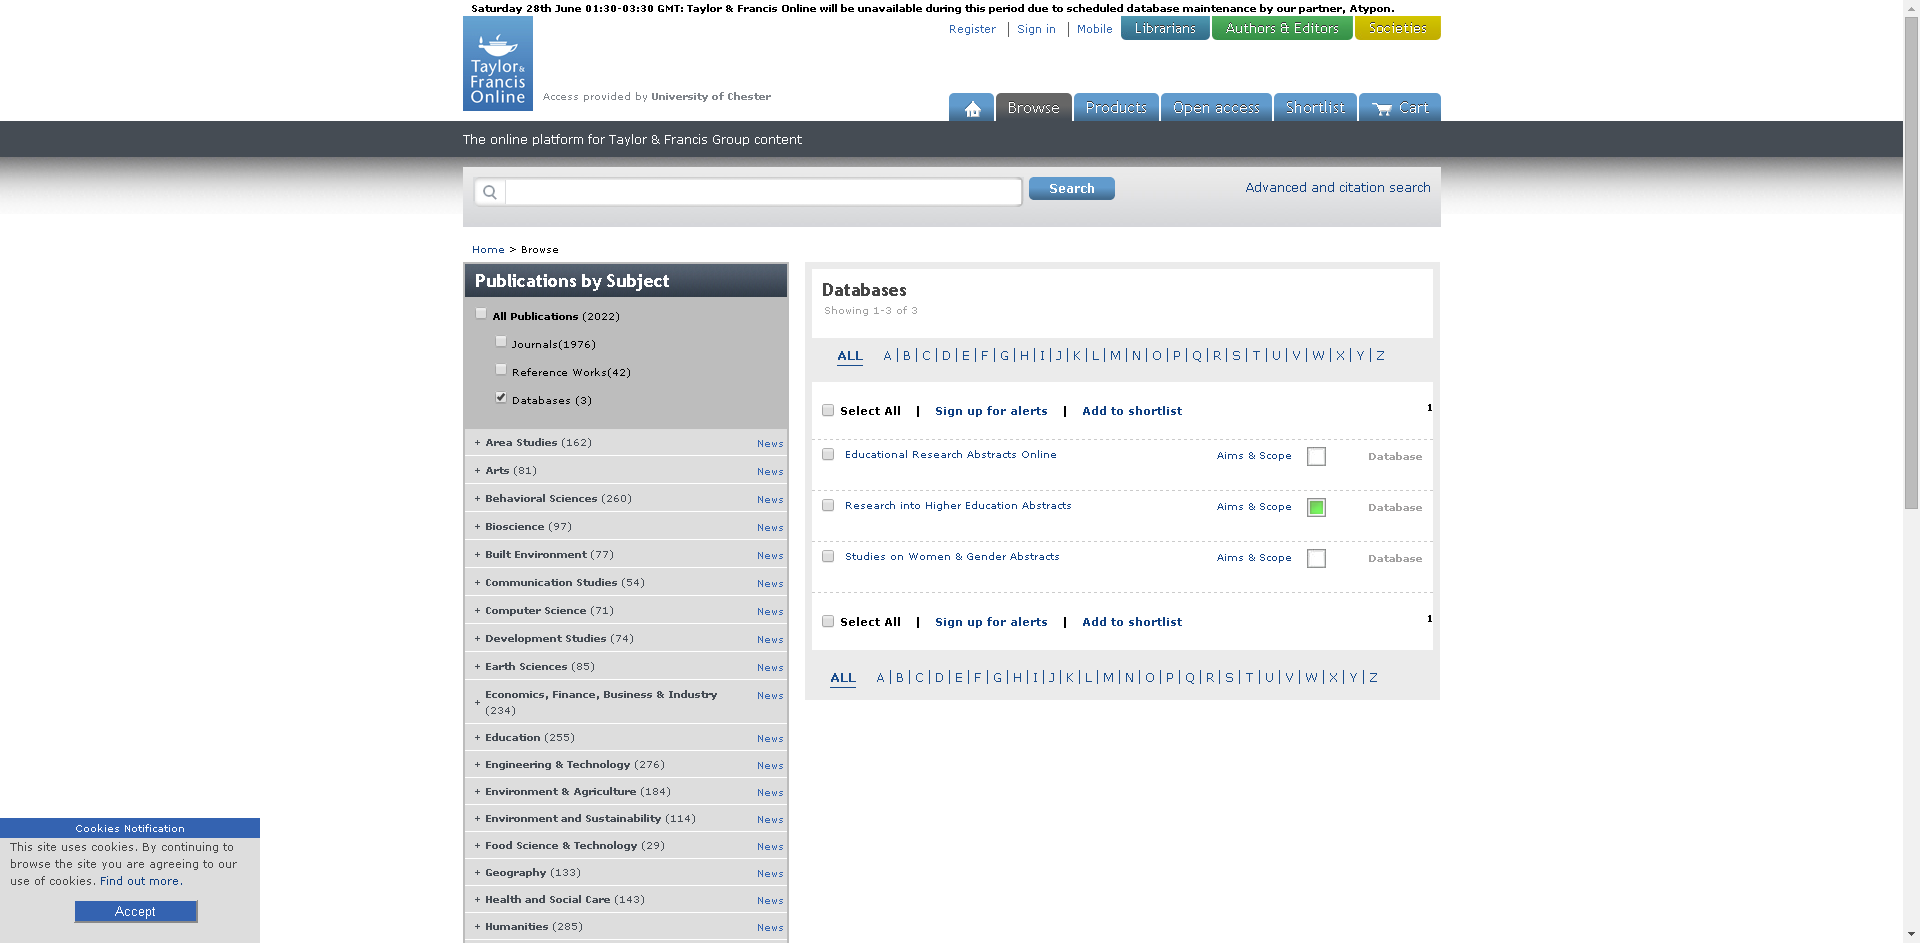 Saturday 28th June 01:30-03:30 GMT: Taylor & Francis Online will be unavailable during this period due to scheduled database maintenance by our partner, Atypon.
Register | Sign in | Mobile Librarians Authors & Editors Societies
Taylor &
Francis
Online
Access provided by University of Chester
Browse Products Open access Shortlist Cart
The online platform for Taylor & Francis Group content
Search Advanced and citation search
Home > Browse
Publications by Subject
All Publications (2022)
Journals(1976)
Reference Works(42)
Databases (3)
+ Area Studies (162) News
+ Arts (81) News
+ Behavioral Sciences (260) News
+ Bioscience (97) News
+ Built Environment (77) News
+ Communication Studies (54) News
+ Computer Science (71) News
+ Development Studies (74) News
+ Earth Sciences (85) News
+ Economics, Finance, Business & Industry News
(234)
+ Education (255) News
+ Engineering & Technology (276) News
+ Environment & Agriculture (184) News
+ Environment and Sustainability (114) News
+ Food Science & Technology (29) News
+ Geography (133) News
+ Health and Social Care (143) News
+ Humanities (285) News
Databases
Showing 1-3 of 3
ALL A|B|C|D|E|F|G|H|I|J|K|L|M|N|O|P|Q|R|S|T|U|V|W|X|Y|Z
Select All | Sign up for alerts | Add to shortlist 1
Educational Research Abstracts Online Aims & Scope Database
Research into Higher Education Abstracts Aims & Scope Database
Studies on Women & Gender Abstracts Aims & Scope Database
Select All | Sign up for alerts | Add to shortlist 1
ALL A|B|C|D|E|F|G|H|I|J|K|L|M|N|O|P|Q|R|S|T|U|V|W|X|Y|Z
Cookies Notification
This site uses cookies. By continuing to
browse the site you are agreeing to our
use of cookies. Find out more.
Accept